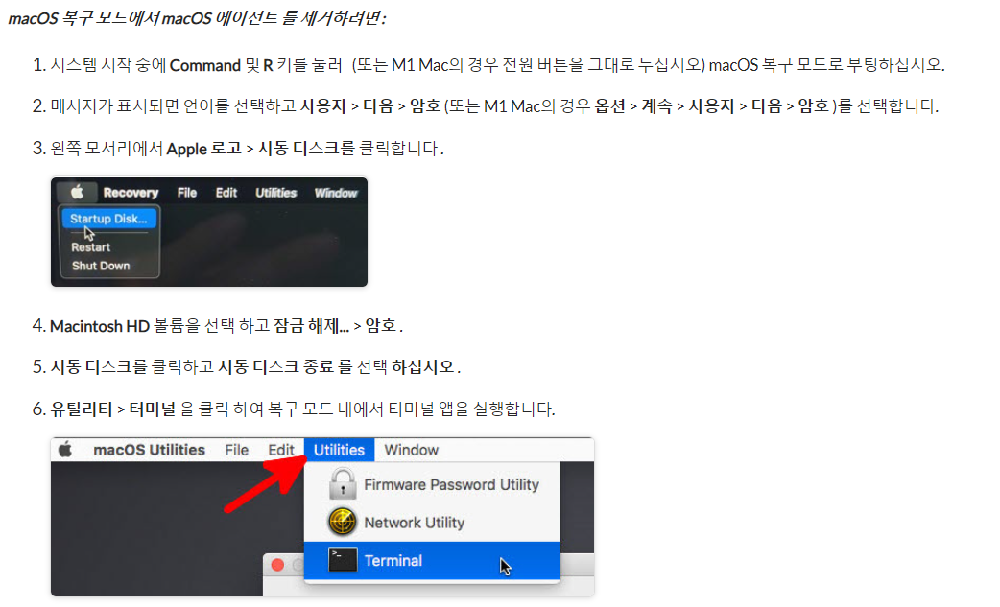 macOS 복구 모드에서 macOS 에이전트 를 제거하려면 :
1. 시스템 시작 중에 Command 및 R 키를 눌러 (또는 M1 Mac의 경우 전원 버튼을 그대로 두십시오) macOS 복구 모드로 부팅하십시오.
2. 메시지가 표시되면 언어를 선택하고 사용자 > 다음 > 암호 (또는 M1 Mac의 경우 옵션 > 계속 > 사용자 > 다음 > 암호 )를 선택합니다.
3. 왼쪽 모서리에서 Apple 로고 > 시동 디스크를 클릭합니다 .
Recovery File Edit Utilities Window
Startup Disk...
Restart
Shut Down
4. Macintosh HD 볼륨을 선택 하고 잠금 해제... > 암호 .
5. 시동 디스크를 클릭하고 시동 디스크 종료 를 선택 하십시오 .
6. 유틸리티 > 터미널 을 클릭 하여 복구 모드 내에서 터미널 앱을 실행합니다.
macOS Utilities File Edit Utilities Window
Firmware Password Utility
Network Utility
Terminal